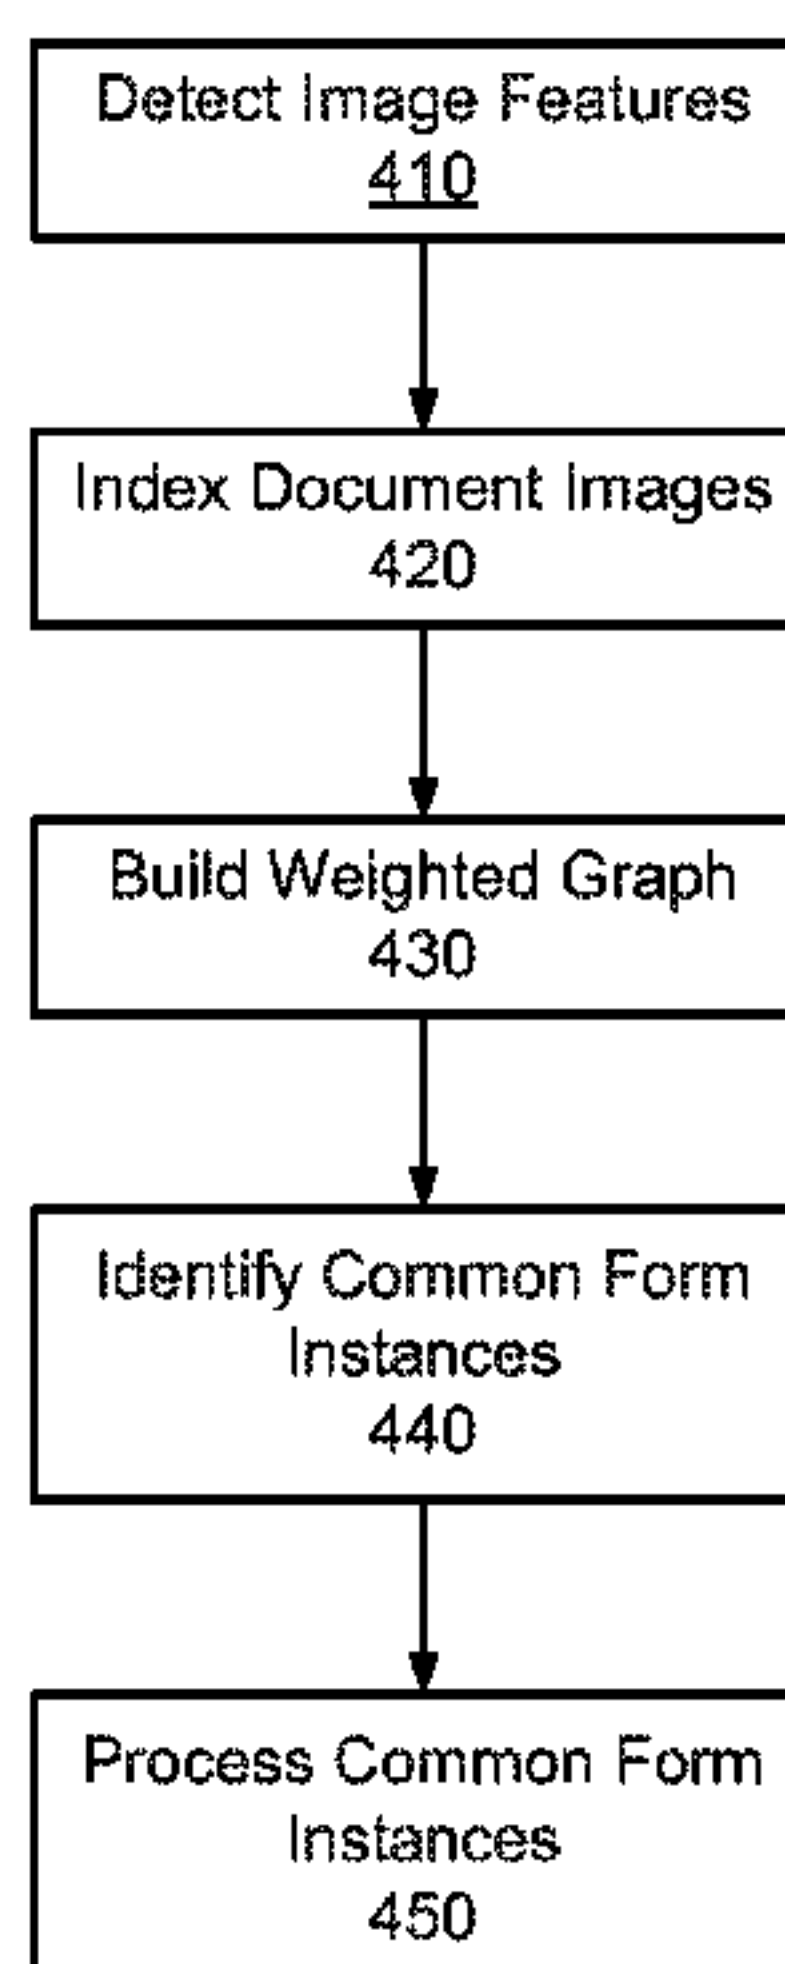 Detect Image Features
410
Index Document Images
420
Build Weighted Graph
430
Identify Common Form
Instances
440
Process Common Form
Instances
450